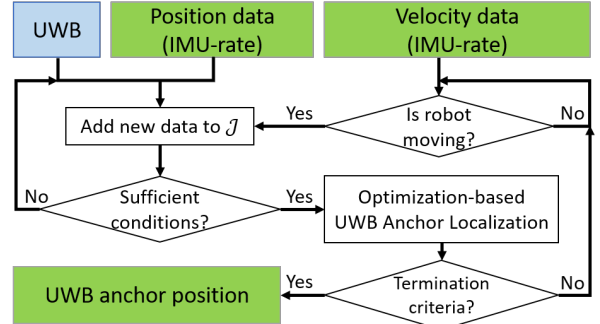 UWB
Position data
(IMU-rate)
Velocity data
(IMU-rate)
Add new data to 𝒥
Yes
Is robot
moving?
No
No
Sufficient
conditions?
Yes
Optimization-based
UWB Anchor Localization
UWB anchor position
Yes
Termination
criteria?
No